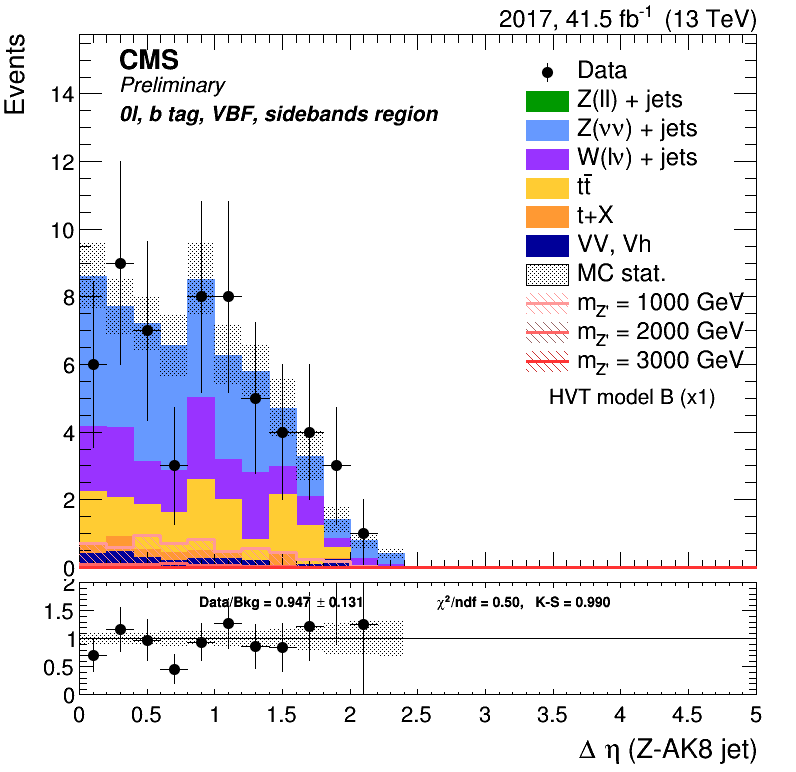 2017, 41.5 fb⁻¹ (13 TeV)
Events
CMS
Preliminary
0l, b tag, VBF, sidebands region
Data
Z(ll) + jets
Z(νν) + jets
W(lν) + jets
tt̄
t+X
VV, Vh
MC stat.
m_Z' = 1000 GeV
m_Z' = 2000 GeV
m_Z' = 3000 GeV
HVT model B (x1)
14
12
10
8
6
4
2
0
2
1.5
1
0.5
0
Data/Bkg = 0.947 ± 0.131
χ²/ndf = 0.50, K-S = 0.990
0 0.5 1 1.5 2 2.5 3 3.5 4 4.5 5
Δ η (Z-AK8 jet)